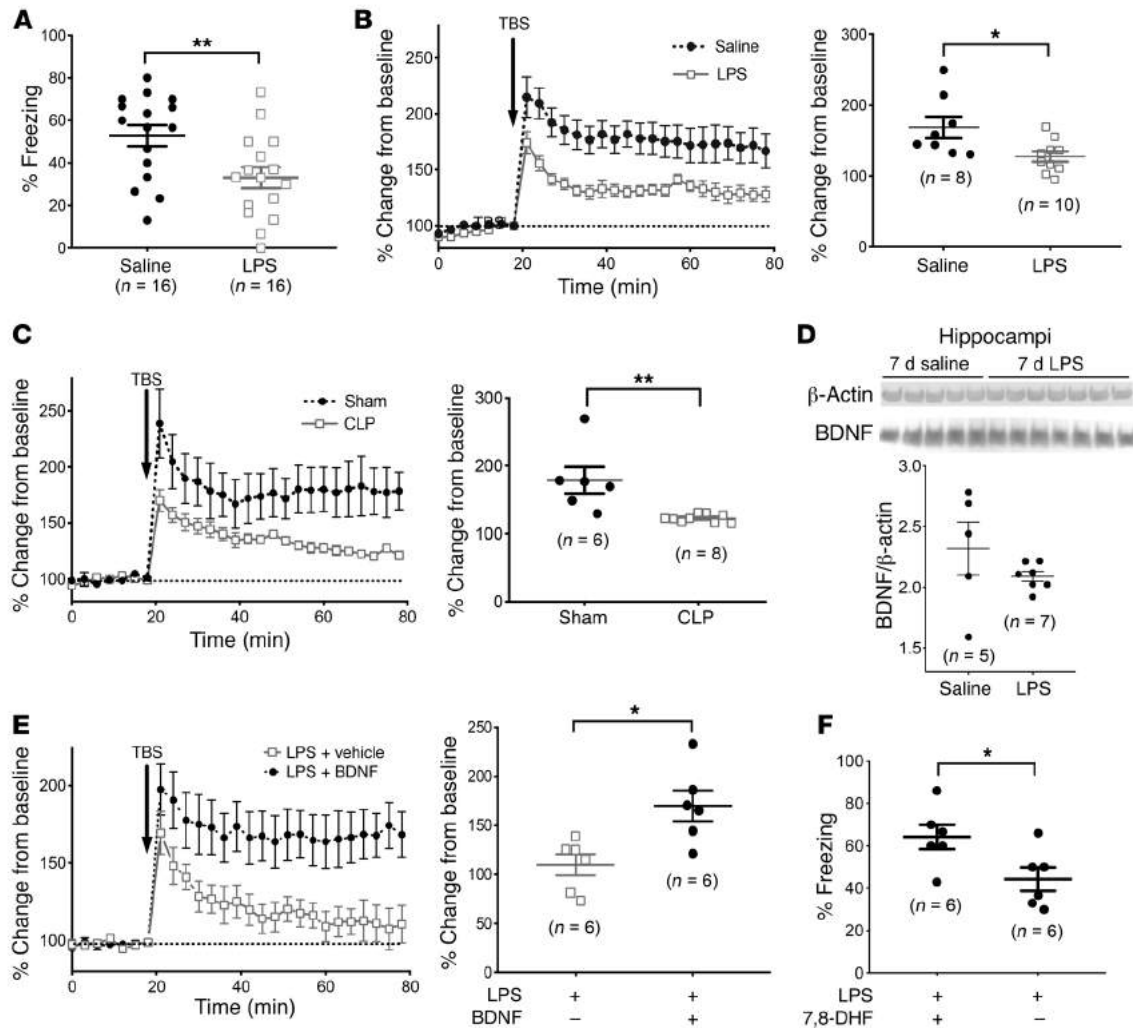 A
**
% Freezing
100
80
60
40
20
0
Saline
(n = 16)
LPS
(n = 16)
B
TBS
Saline
LPS
% Change from baseline
250
200
150
100
0
20
40
60
80
Time (min)
*
% Change from baseline
300
200
100
0
(n = 8)
(n = 10)
Saline
LPS
C
TBS
Sham
CLP
% Change from baseline
250
200
150
100
0
20
40
60
80
Time (min)
**
% Change from baseline
300
200
100
0
(n = 6)
(n = 8)
Sham
CLP
D
Hippocampi
7 d saline 7 d LPS
β-Actin
BDNF
BDNF/β-actin
3.0
2.5
2.0
1.5
(n = 5)
(n = 7)
Saline
LPS
E
TBS
LPS + vehicle
LPS + BDNF
% Change from baseline
200
150
100
0
20
40
60
80
Time (min)
*
% Change from baseline
250
200
150
100
50
0
(n = 6)
(n = 6)
LPS + +
BDNF – +
F
*
% Freezing
100
80
60
40
20
0
(n = 6)
(n = 6)
LPS + +
7,8-DHF + –